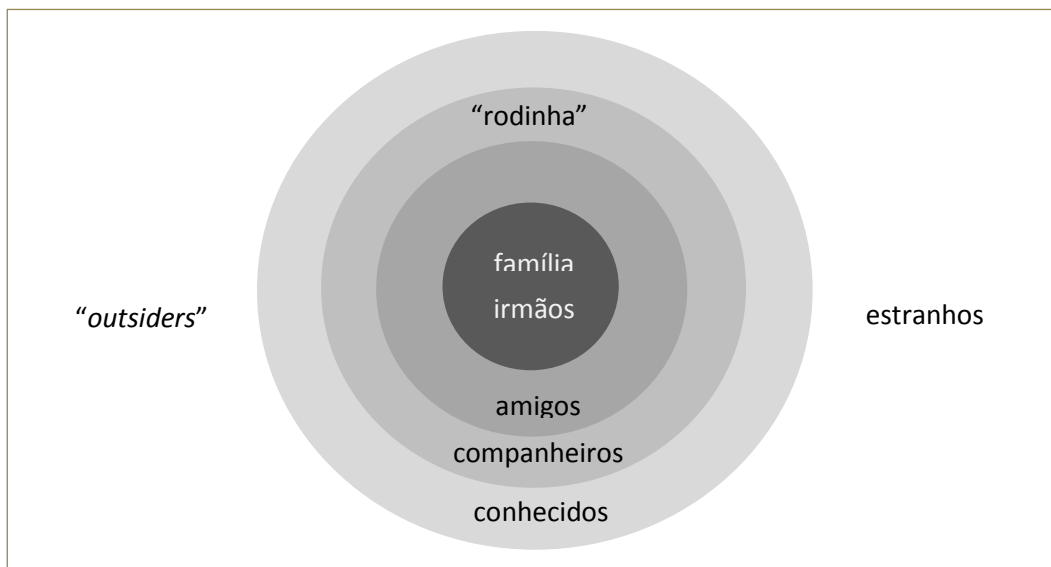 “rodinha”
família
irmãos
“outsiders”
estranhos
amigos
companheiros
conhecidos